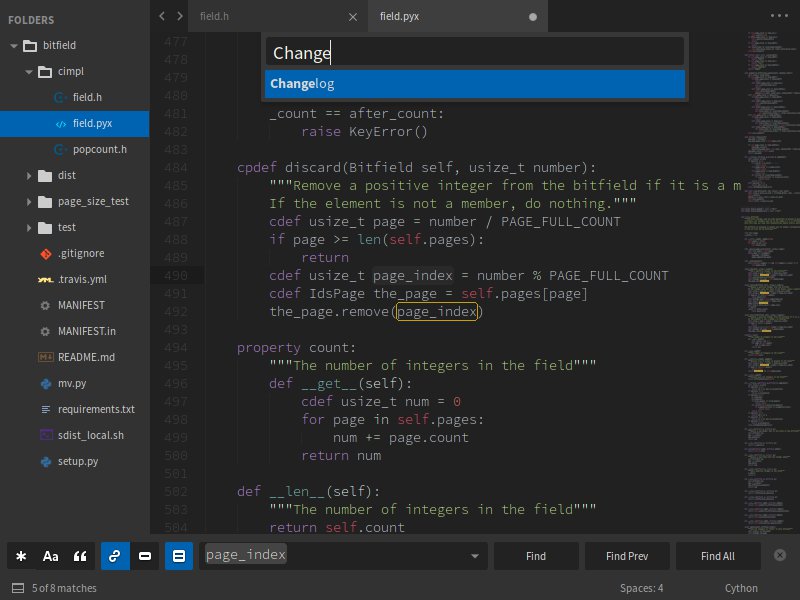 FOLDERS
bitfield
cimpl
field.h
field.pyx
popcount.h
dist
page_size_test
test
.gitignore
.travis.yml
MANIFEST
MANIFEST.in
README.md
mv.py
requirements.txt
sdist_local.sh
setup.py
field.h
field.pyx
Change
Changelog
477
478
479
480
481 _count == after_count:
482 raise KeyError()
483
484 cpdef discard(Bitfield self, usize_t number):
485 """Remove a positive integer from the bitfield if it is a m
486 If the element is not a member, do nothing."""
487 cdef usize_t page = number / PAGE_FULL_COUNT
488 if page >= len(self.pages):
489 return
490 cdef usize_t page_index = number % PAGE_FULL_COUNT
491 cdef IdsPage the_page = self.pages[page]
492 the_page.remove(page_index)
493
494 property count:
495 """The number of integers in the field"""
496 def __get__(self):
497 cdef usize_t num = 0
498 for page in self.pages:
499 num += page.count
500 return num
501
502 def __len__(self):
503 """The number of integers in the field"""
504 return self.count
Aa
page_index
Find
Find Prev
Find All
5 of 8 matches
Spaces: 4
Cython